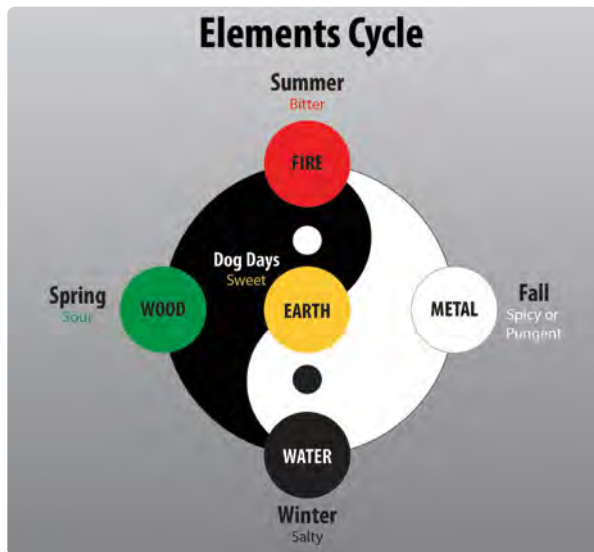 Elements Cycle
Summer
Bitter
FIRE
Dog Days
Sweet
Spring
Sour
WOOD
EARTH
METAL
Fall
Spicy or
Pungent
WATER
Winter
Salty